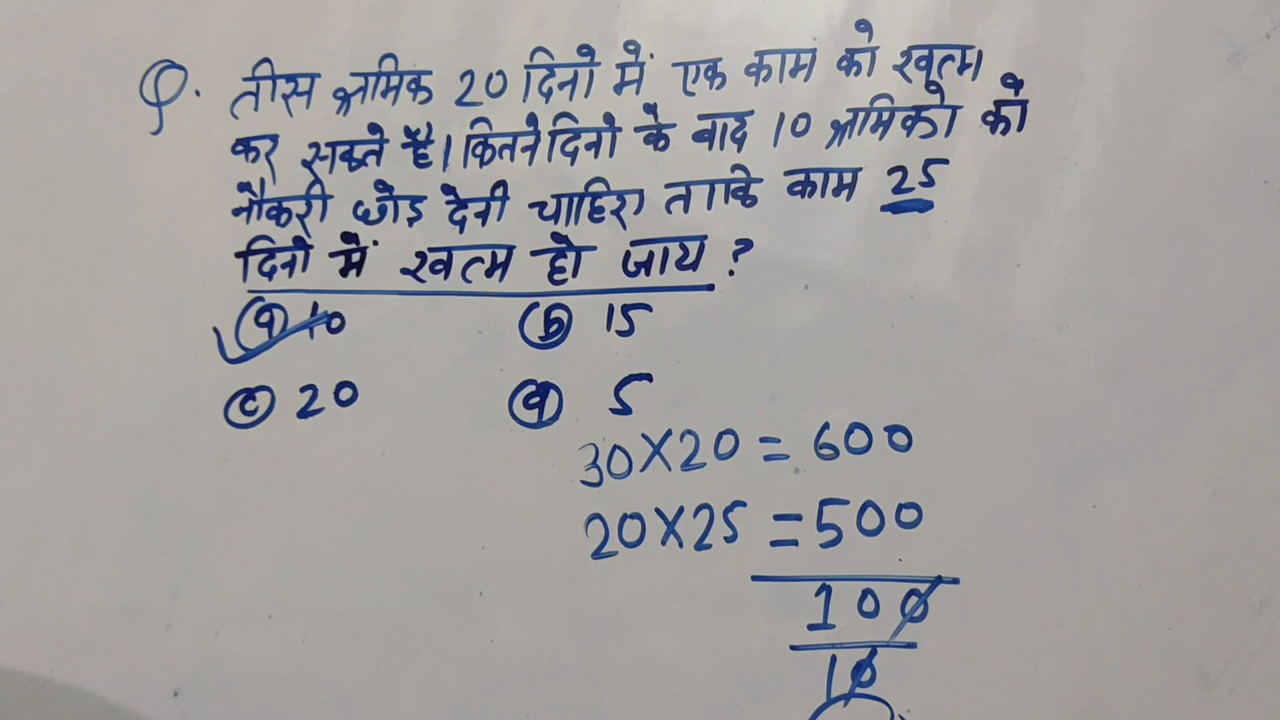 Q. तीस श्रमिक 20 दिनो में एक काम को खत्म
कर सकते है। कितने दिनो के बाद 10 श्रमिको को
नौकरी छोड़ देनी चाहिए ताकि काम 25
दिनो में खत्म हो जाय ?
(a) 10 (b) 15
(c) 20 (d) 5
30×20 = 600
20×25 = 500
100
10